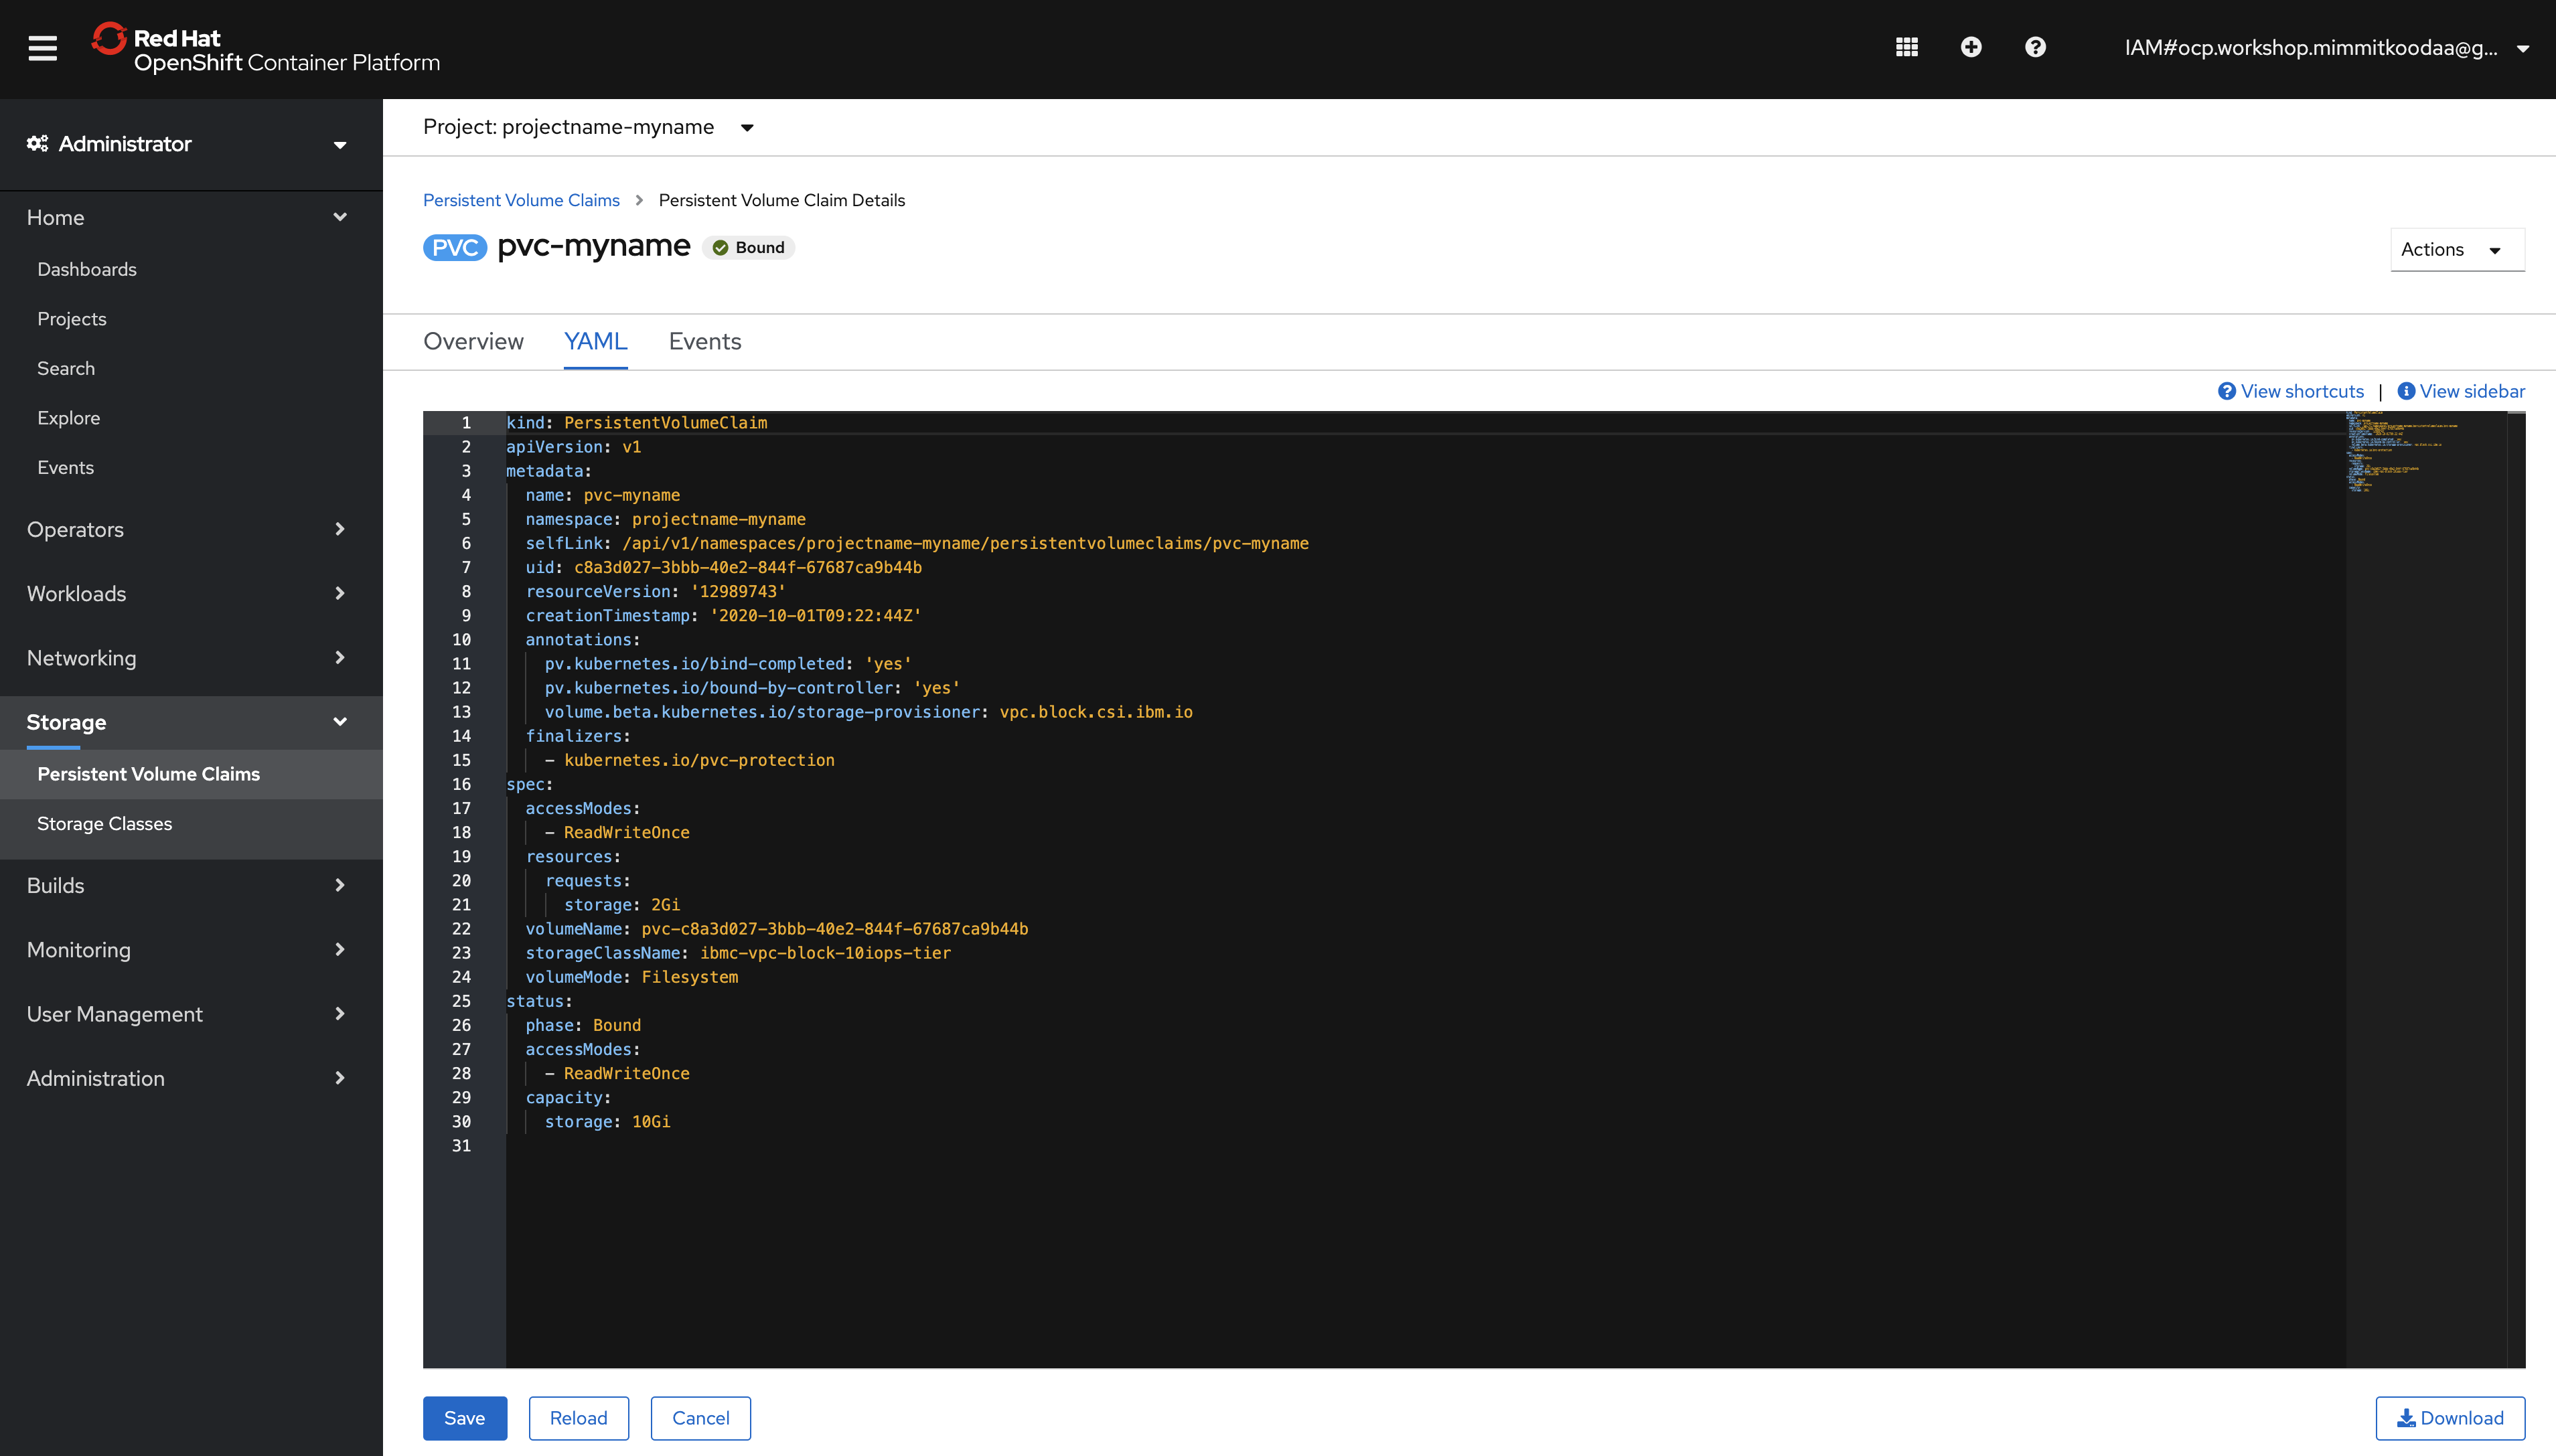 Red Hat
OpenShift Container Platform
IAM#ocp.workshop.mimmitkoodaa@g...
Administrator
Home
Dashboards
Projects
Search
Explore
Events
Operators
Workloads
Networking
Storage
Persistent Volume Claims
Storage Classes
Builds
Monitoring
User Management
Administration
Project: projectname-myname
Persistent Volume Claims > Persistent Volume Claim Details
PVC pvc-myname Bound
Actions
Overview YAML Events
View shortcuts | View sidebar
1 kind: PersistentVolumeClaim
2 apiVersion: v1
3 metadata:
4 name: pvc-myname
5 namespace: projectname-myname
6 selfLink: /api/v1/namespaces/projectname-myname/persistentvolumeclaims/pvc-myname
7 uid: c8a3d027-3bbb-40e2-844f-67687ca9b44b
8 resourceVersion: '12989743'
9 creationTimestamp: '2020-10-01T09:22:44Z'
10 annotations:
11 pv.kubernetes.io/bind-completed: 'yes'
12 pv.kubernetes.io/bound-by-controller: 'yes'
13 volume.beta.kubernetes.io/storage-provisioner: vpc.block.csi.ibm.io
14 finalizers:
15 - kubernetes.io/pvc-protection
16 spec:
17 accessModes:
18 - ReadWriteOnce
19 resources:
20 requests:
21 storage: 2Gi
22 volumeName: pvc-c8a3d027-3bbb-40e2-844f-67687ca9b44b
23 storageClassName: ibmc-vpc-block-10iops-tier
24 volumeMode: Filesystem
25 status:
26 phase: Bound
27 accessModes:
28 - ReadWriteOnce
29 capacity:
30 storage: 10Gi
31
Save Reload Cancel Download